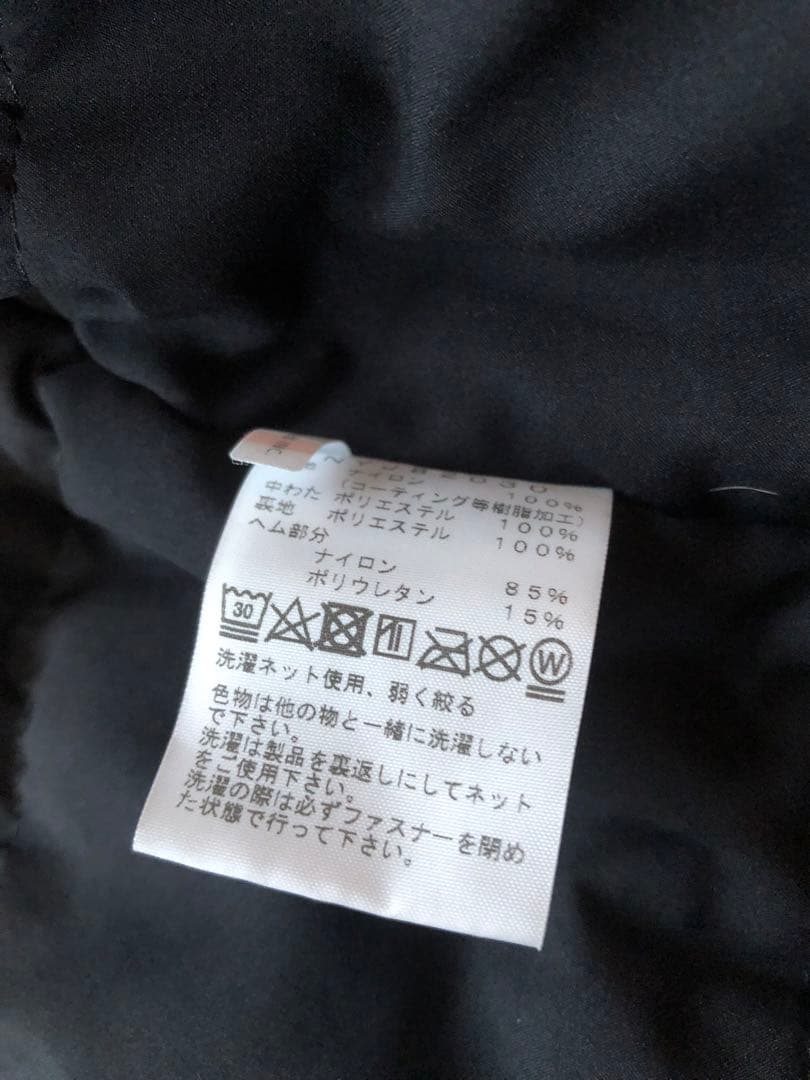 ナイロン 100%
(コーティング等樹脂加工)
中わた ポリエステル 100%
裏地 ポリエステル 100%
ヘム部分
ナイロン 85%
ポリウレタン 15%
30 W
洗濯ネット使用、弱く絞る
色物は他の物と一緒に洗濯しない
で下さい。
洗濯は製品を裏返しにしてネット
をご使用下さい。
洗濯の際は必ずファスナーを閉め
た状態で行って下さい。